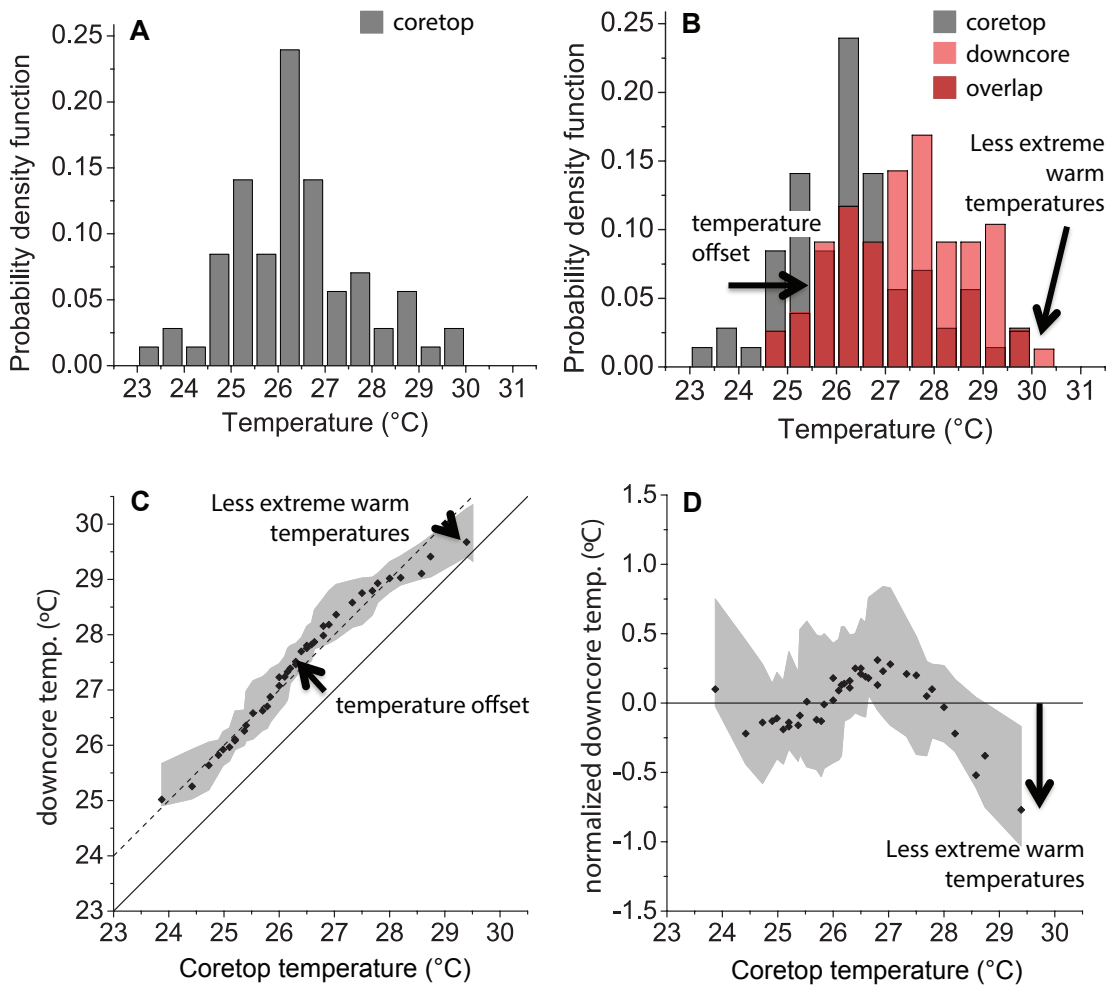 A
coretop
0.25
0.20
0.15
0.10
0.05
0.00
Probability density function
23 24 25 26 27 28 29 30 31
Temperature (°C)
B
coretop
downcore
overlap
0.25
0.20
0.15
0.10
0.05
0.00
Probability density function
Less extreme
warm
temperatures
temperature
offset
23 24 25 26 27 28 29 30 31
Temperature (°C)
C
Less extreme warm
temperatures
30
29
28
27
26
25
24
23
downcore temp. (ºC)
temperature offset
23 24 25 26 27 28 29 30
Coretop temperature (°C)
D
1.5
1.0
0.5
0.0
-0.5
-1.0
-1.5
normalized downcore temp. (ºC)
Less extreme warm
temperatures
23 24 25 26 27 28 29 30
Coretop temperature (°C)